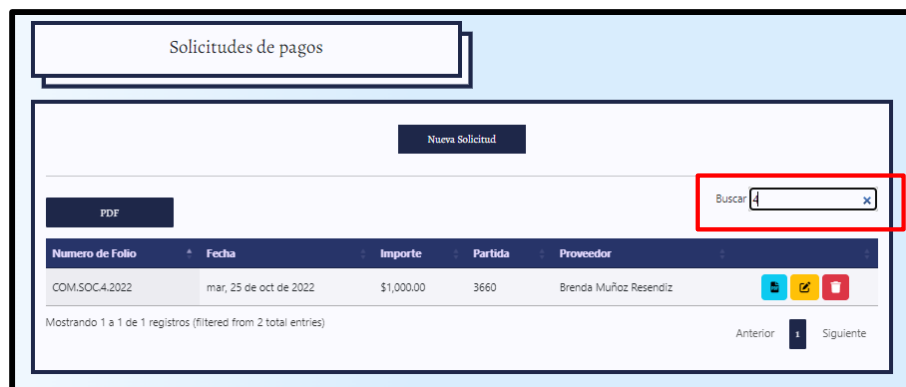 Solicitudes de pagos
Nueva Solicitud
Buscar 4
PDF
Numero de Folio Fecha Importe Partida Proveedor
COM.SOC.4.2022 mar, 25 de oct de 2022 $1,000.00 3660 Brenda Muñoz Resendiz
Mostrando 1 a 1 de 1 registros (filtered from 2 total entries)
Anterior 1 Siguiente